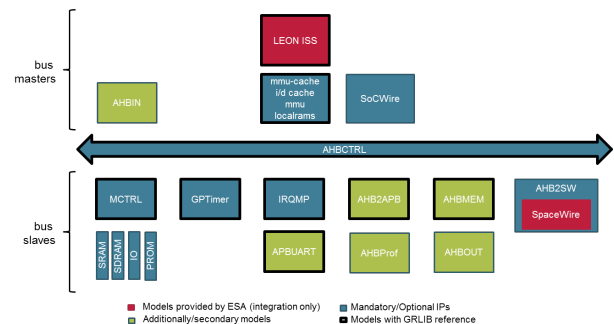 bus
masters
LEON ISS
AHBIN
mmu-cache
i/d cache
mmu
localrams
SoCWire
AHBCTRL
bus
slaves
MCTRL
GPTimer
IRQMP
AHB2APB
AHBMEM
AHB2SW
SpaceWire
SRAM
SDRAM
IO
PROM
APBUART
AHBProf
AHBOUT
Models provided by ESA (integration only)
Mandatory/Optional IPs
Additionally/secondary models
Models with GRLIB reference